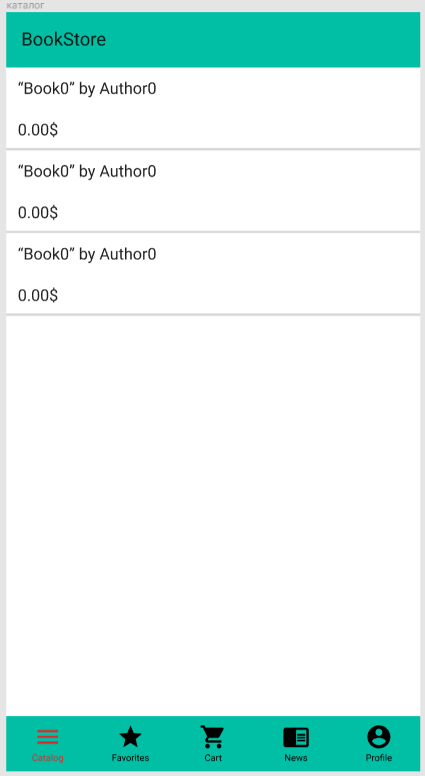 каталог
BookStore
“Book0” by Author0
0.00$
“Book0” by Author0
0.00$
“Book0” by Author0
0.00$
Catalog Favorites Cart News Profile